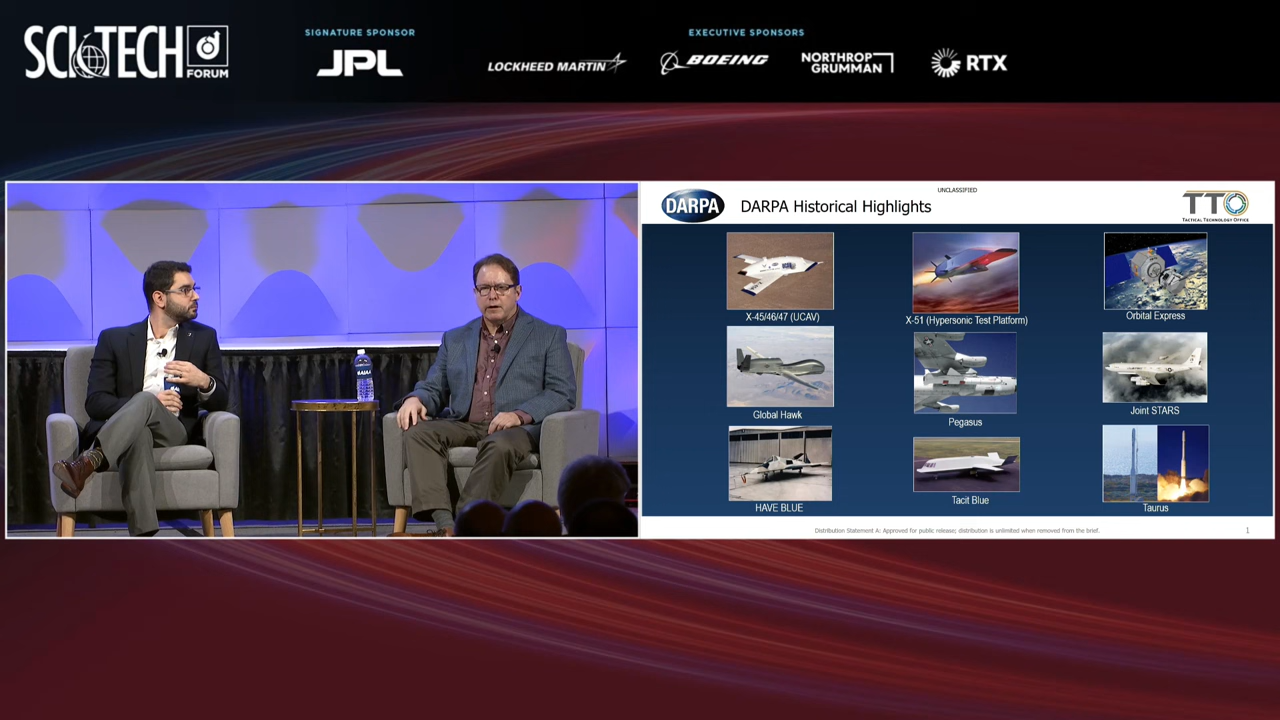 SCITECH
FORUM
SIGNATURE SPONSOR
JPL
EXECUTIVE SPONSORS
LOCKHEED MARTIN
BOEING
NORTHROP
GRUMMAN
RTX
UNCLASSIFIED
DARPA
DARPA Historical Highlights
TTO
TACTICAL TECHNOLOGY OFFICE
X-45/46/47 (UCAV)
X-51 (Hypersonic Test Platform)
Orbital Express
Global Hawk
Pegasus
Joint STARS
HAVE BLUE
Tacit Blue
Taurus
Distribution Statement A: Approved for public release; distribution is unlimited when removed from the brief.
1
AIAA